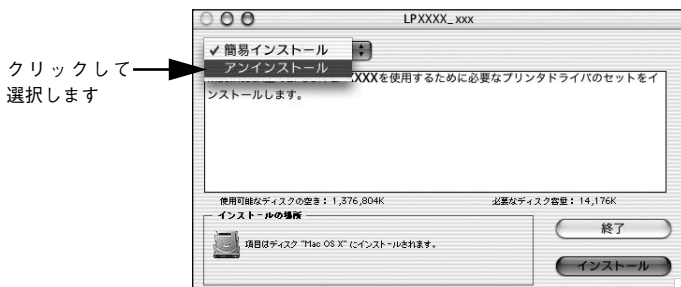 LPXXXX_xxx
簡易インストール
アンインストール
クリックして
選択します
XXXXを使用するために必要なプリンタドライバのセットをイ
ンストールします。
使用可能なディスクの空き：1,376,804K
必要なディスク容量：14,176K
インストールの場所
項目はディスク "Mac OS X" にインストールされます。
終了
インストール